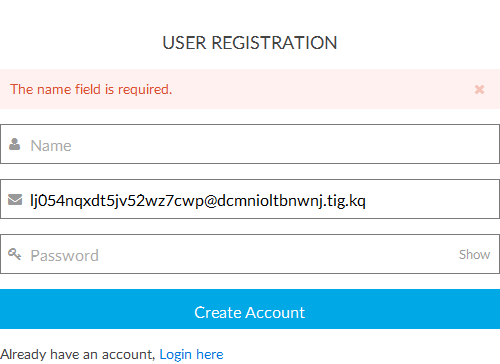 USER REGISTRATION
The name field is required.
Name
lj054nqxdt5jv52wz7cwp@dcmnioltbnwnj.tig.kq
Password Show
Create Account
Already have an account, Login here